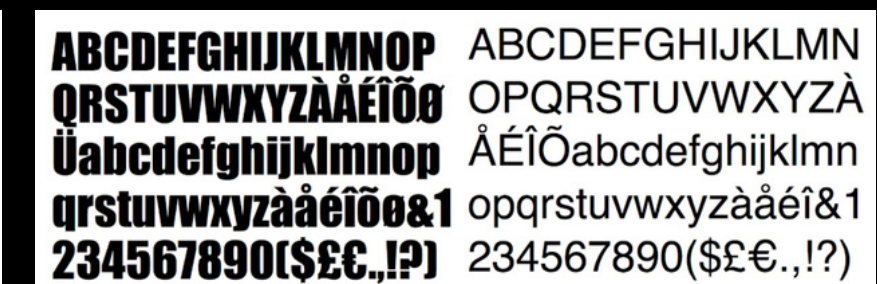 ABCDEFGHIJKLMNOP
QRSTUVWXYZÀÅÉÎÕØ
Üabcdefghijklmnop
qrstuvwxyzàåéîõø&1
234567890($£€.,!?)
ABCDEFGHIJKLMN
OPQRSTUVWXYZÀ
ÅÉÎÕabcdefghijklmn
opqrstuvwxyzàåéî&1
234567890($£€.,!?)